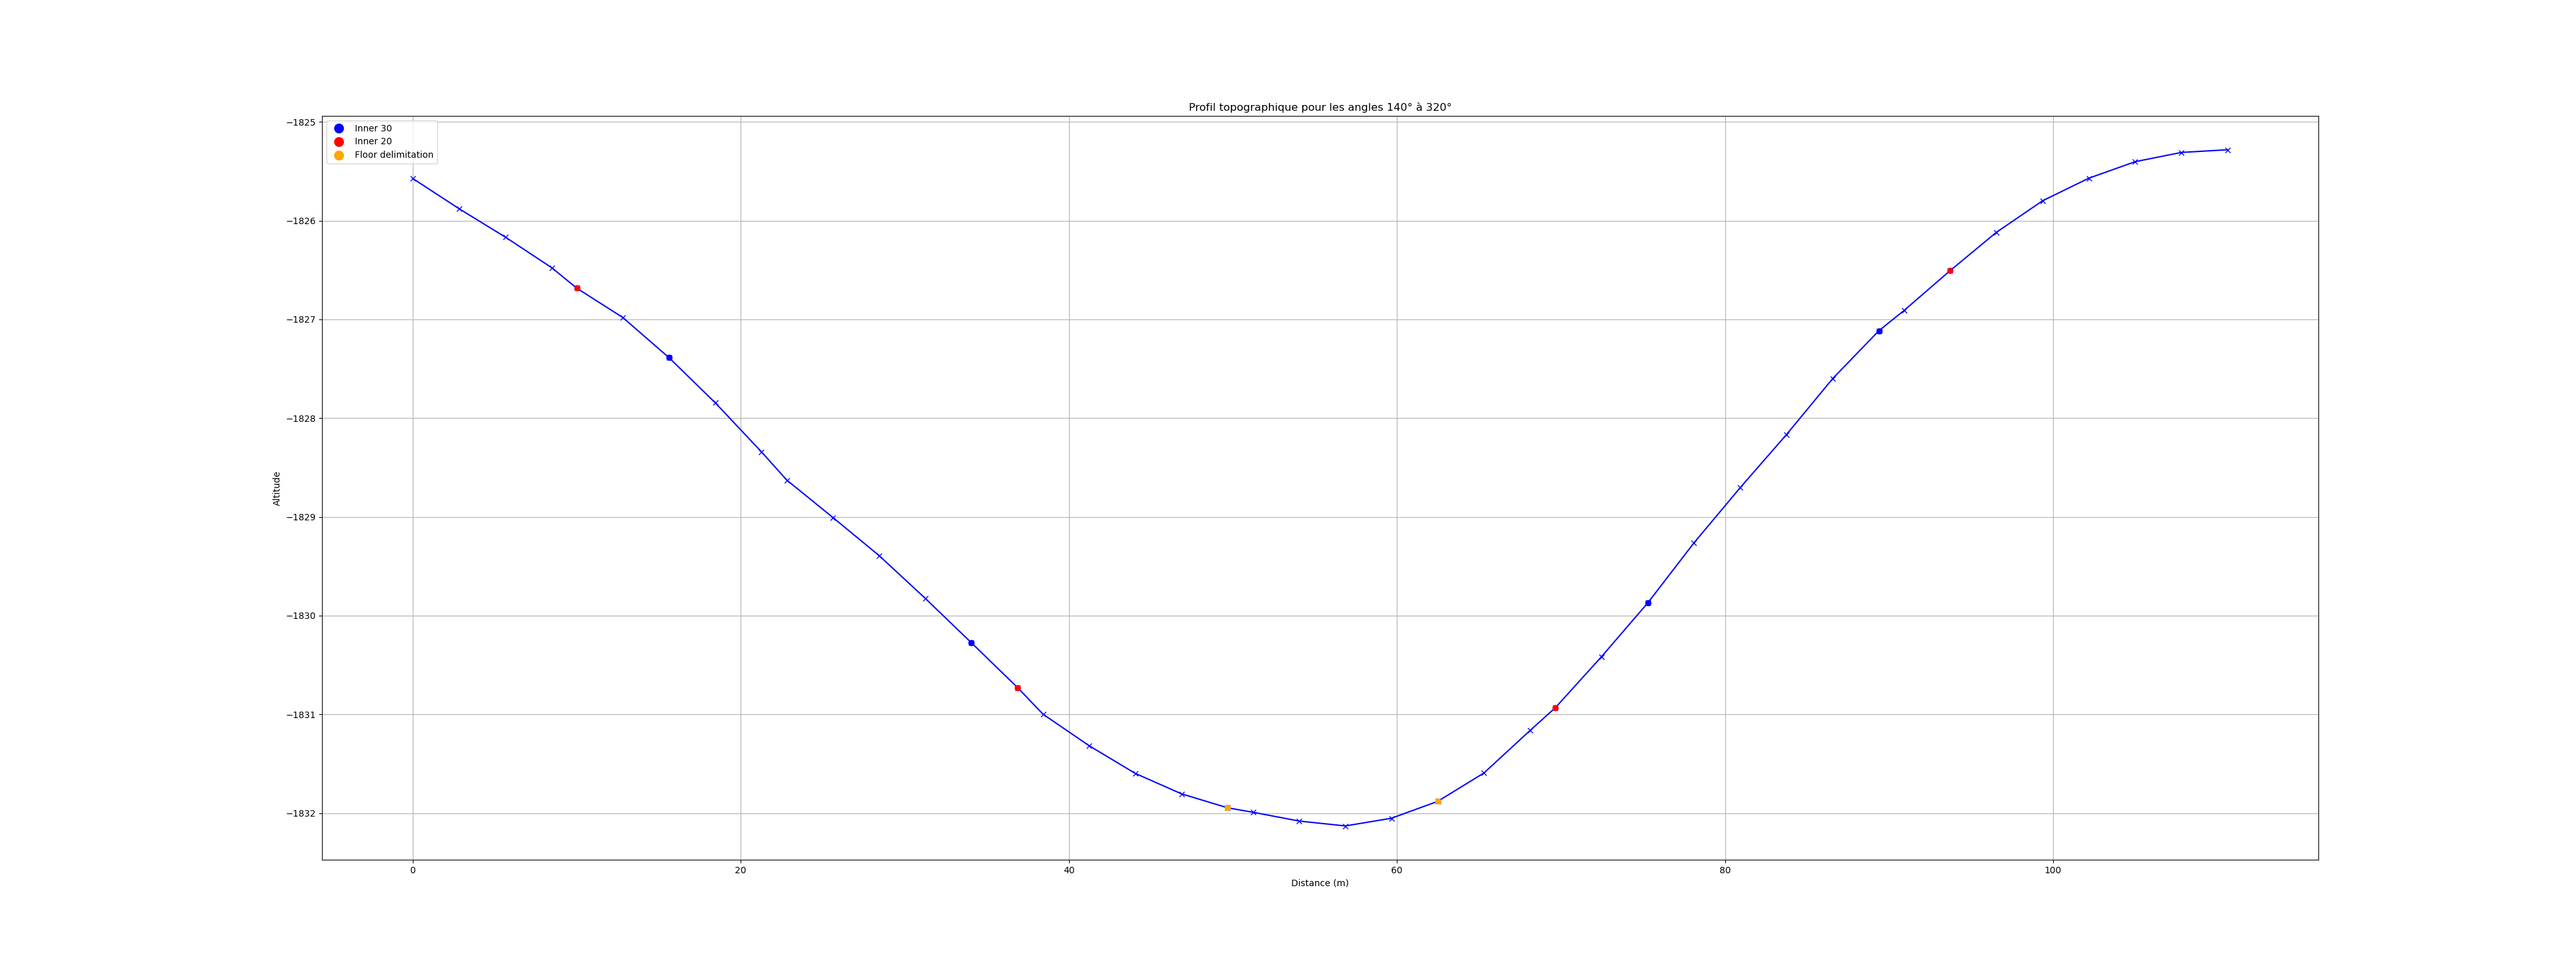 Profil topographique pour les angles 140° à 320°
Inner 30
Inner 20
Floor delimitation
−1825
−1826
−1827
−1828
−1829
−1830
−1831
−1832
Altitude
0 20 40 60 80 100
Distance (m)